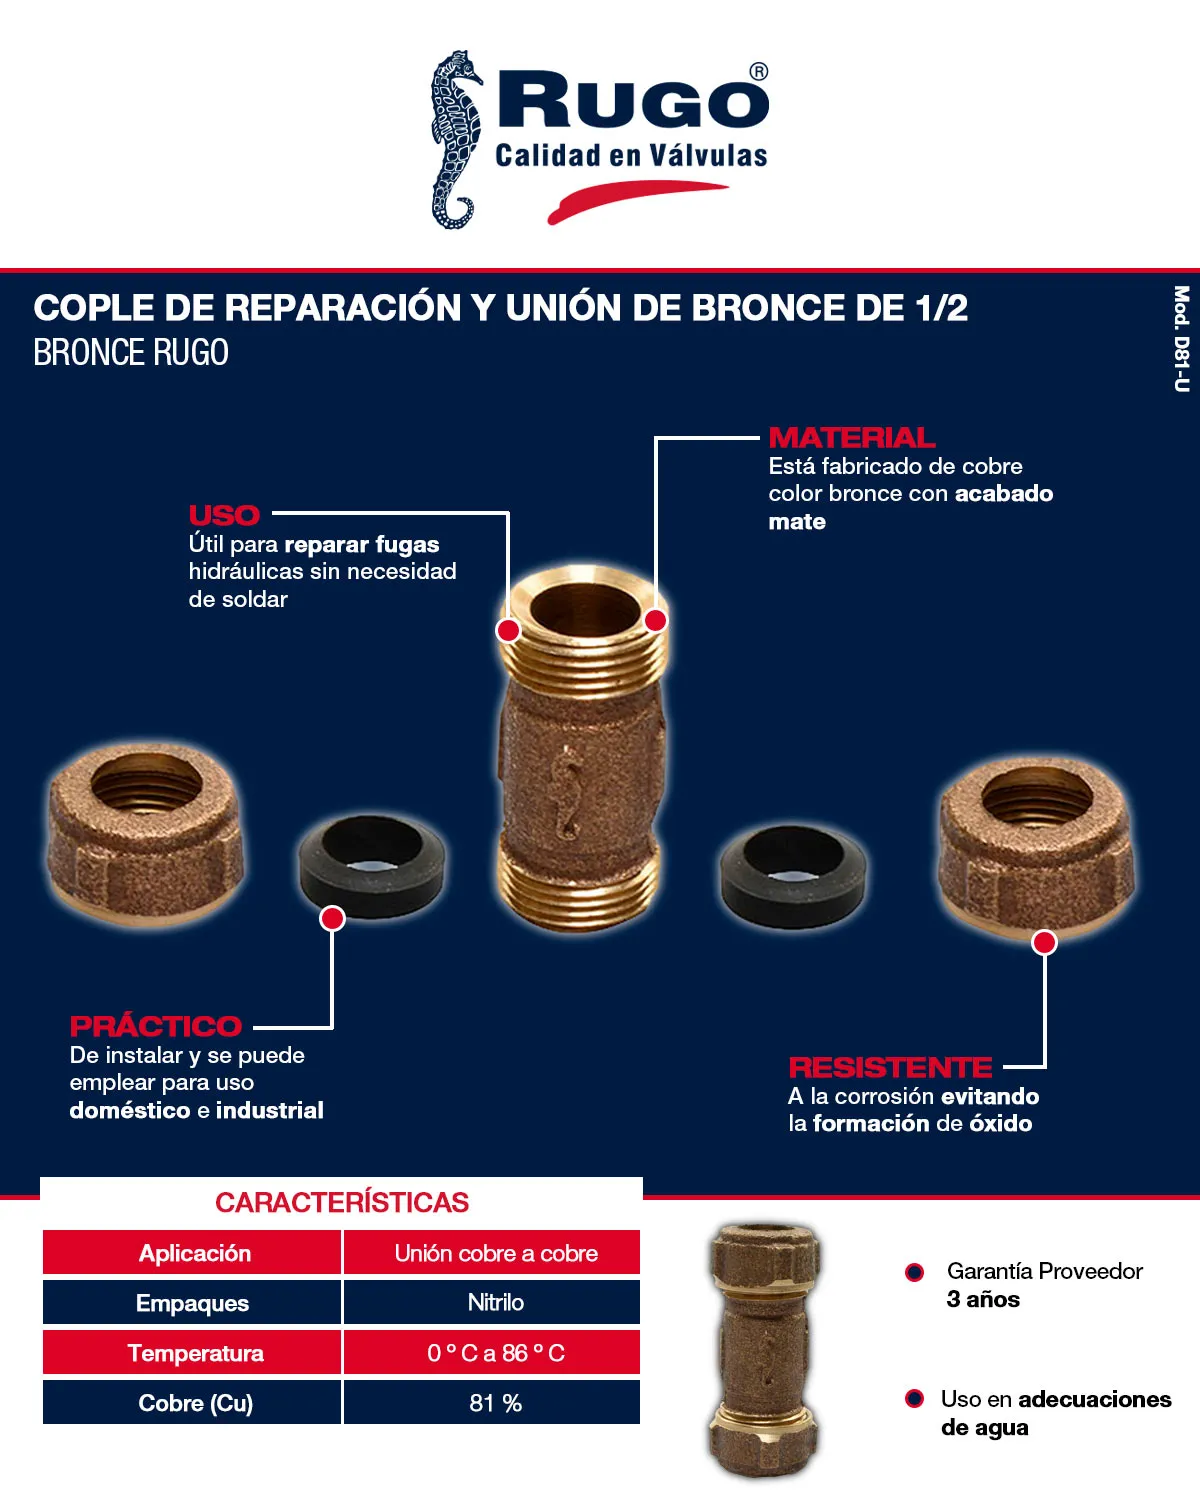 RUGO®
Calidad en Válvulas
COPLE DE REPARACIÓN Y UNIÓN DE BRONCE DE 1/2
BRONCE RUGO
Mod. D81-U
MATERIAL
Está fabricado de cobre
color bronce con acabado
mate
USO
Útil para reparar fugas
hidráulicas sin necesidad
de soldar
PRÁCTICO
De instalar y se puede
emplear para uso
doméstico e industrial
RESISTENTE
A la corrosión evitando
la formación de óxido
CARACTERÍSTICAS
Aplicación Unión cobre a cobre
Empaques Nitrilo
Temperatura 0 º C a 86 º C
Cobre (Cu) 81 %
Garantía Proveedor
3 años
Uso en adecuaciones
de agua